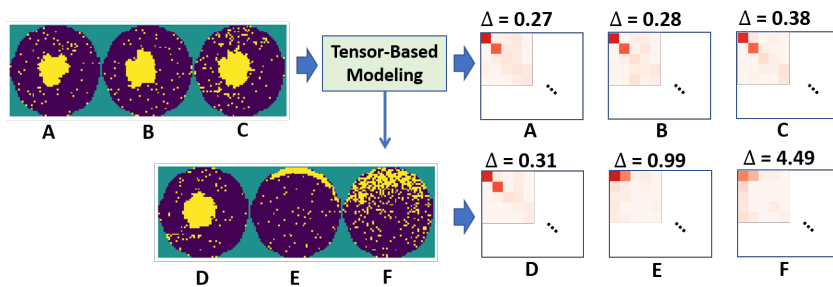 Δ = 0.27 Δ = 0.28 Δ = 0.38
Tensor-Based
Modeling
A B C A B C
Δ = 0.31 Δ = 0.99 Δ = 4.49
D E F D E F